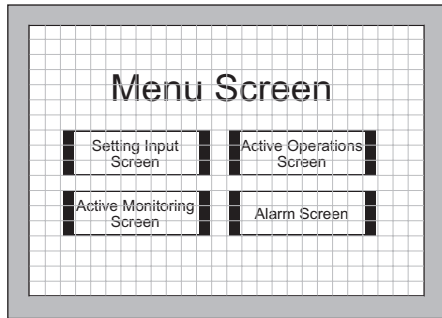 Menu Screen
Setting Input
Screen
Active Operations
Screen
Active Monitoring
Screen
Alarm Screen